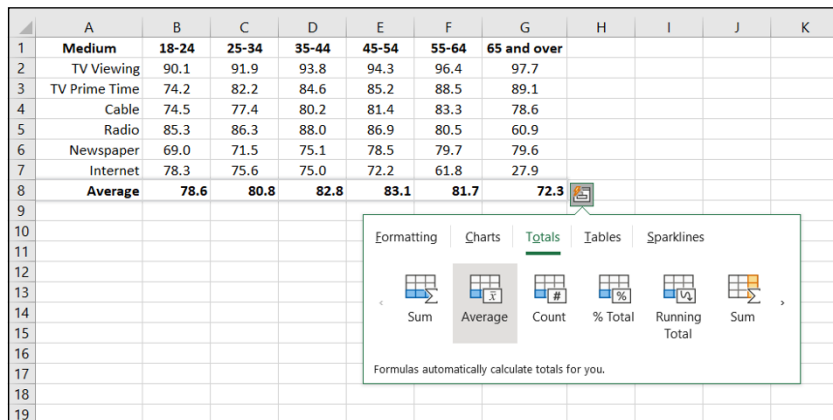 A B C D E F G H I J K
1 Medium 18-24 25-34 35-44 45-54 55-64 65 and over
2 TV Viewing 90.1 91.9 93.8 94.3 96.4 97.7
3 TV Prime Time 74.2 82.2 84.6 85.2 88.5 89.1
4 Cable 74.5 77.4 80.2 81.4 83.3 78.6
5 Radio 85.3 86.3 88.0 86.9 80.5 60.9
6 Newspaper 69.0 71.5 75.1 78.5 79.7 79.6
7 Internet 78.3 75.6 75.0 72.2 61.8 27.9
8 Average 78.6 80.8 82.8 83.1 81.7 72.3
9
10 Formatting Charts Totals Tables Sparklines
11
12
13 # %
14 Sum Average Count % Total Running Sum
15 Total
16
17 Formulas automatically calculate totals for you.
18
19